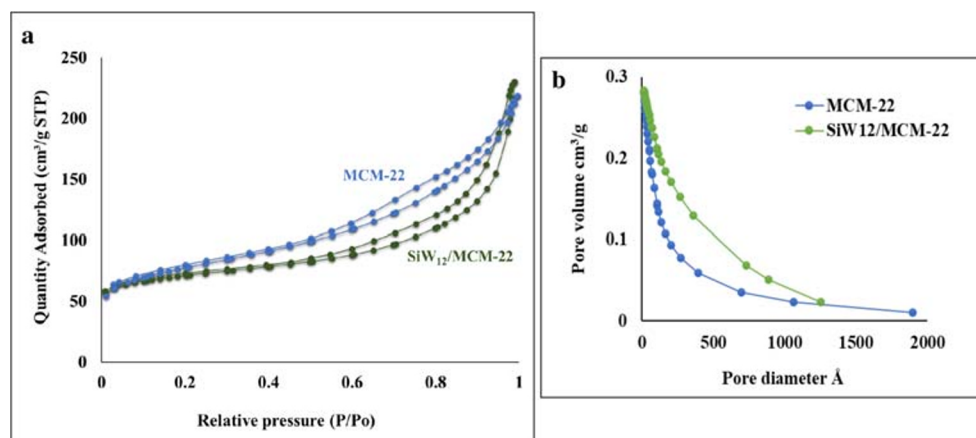 a
250
200
150
100
50
0
0
0.2
0.4
0.6
0.8
1
Quantity Adsorbed (cm³/g STP)
Relative pressure (P/Po)
MCM-22
SiW₁₂/MCM-22
b
0.3
0.2
0.1
0
0
500
1000
1500
2000
Pore volume cm³/g
Pore diameter Å
MCM-22
SiW12/MCM-22